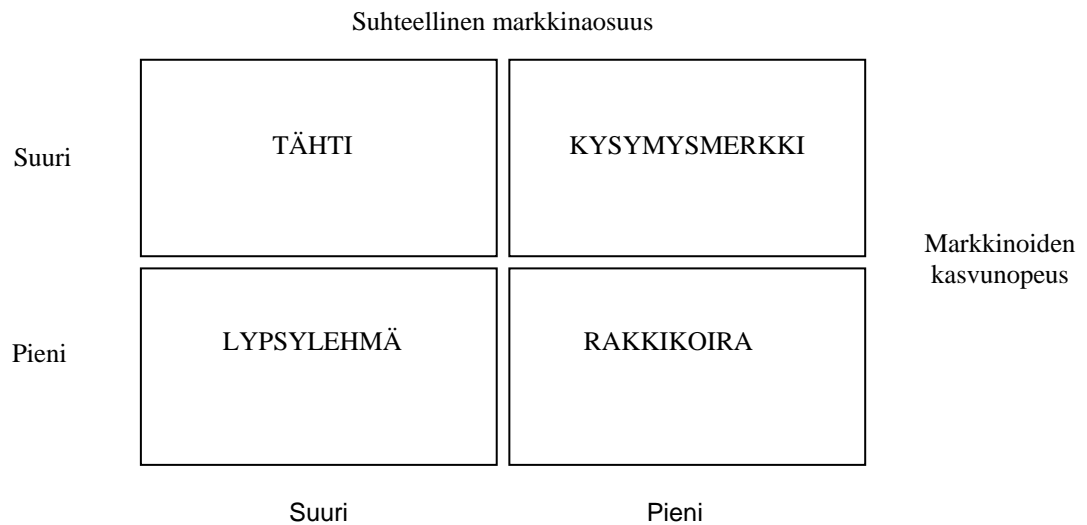 Suhteellinen markkinaosuus
TÄHTI
KYSYMYSMERKKI
Suuri
Markkinoiden
kasvunopeus
LYPSYLEHMÄ
RAKKIKOIRA
Pieni
Suuri
Pieni